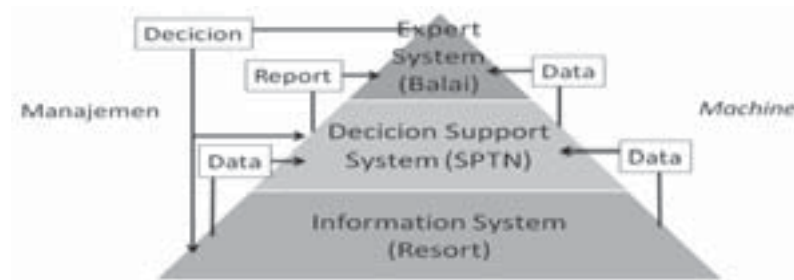 Decicion
Expert
System
(Balai)
Report
Data
Manajemen
Machine
Decicion Support
System (SPTN)
Data
Data
Information System
(Resort)